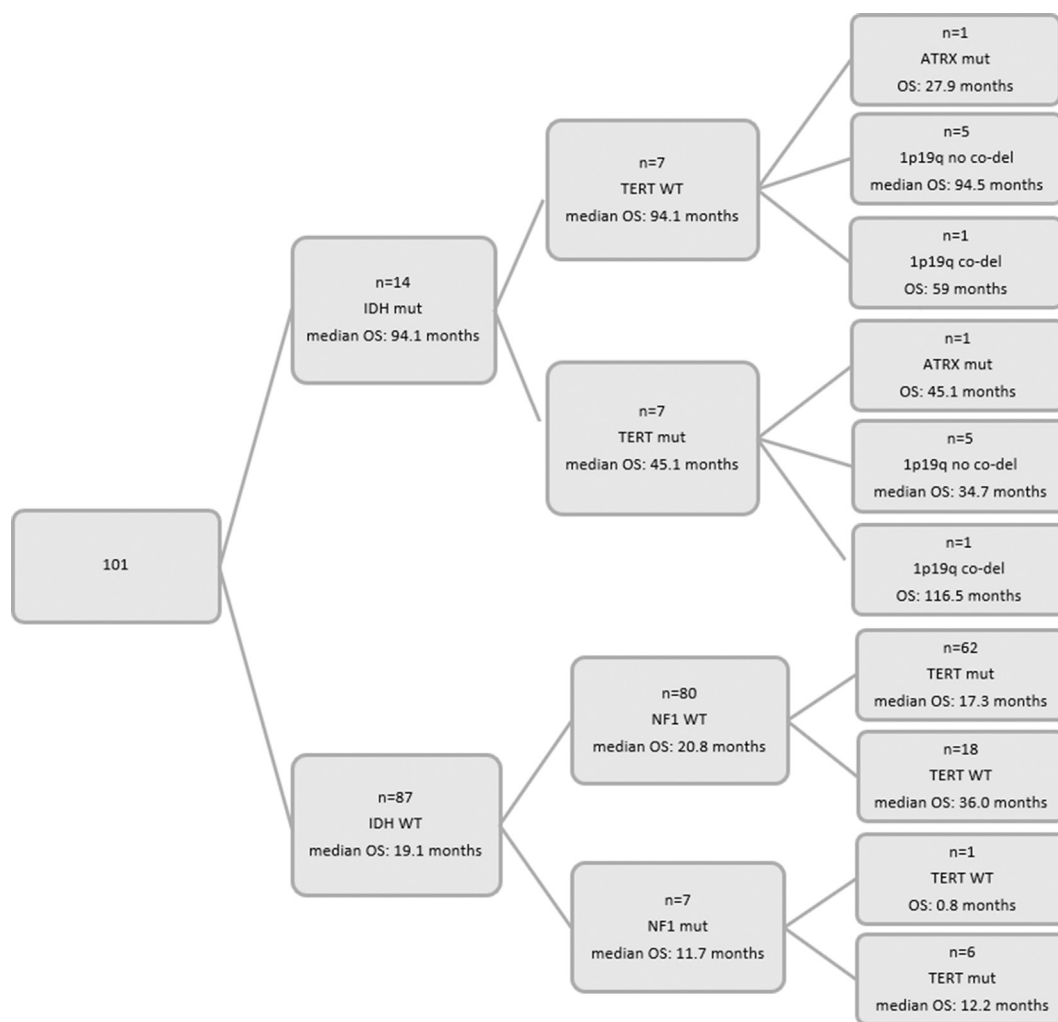 101
n=14
IDH mut
median OS: 94.1 months
n=87
IDH WT
median OS: 19.1 months
n=7
TERT WT
median OS: 94.1 months
n=7
TERT mut
median OS: 45.1 months
n=80
NF1 WT
median OS: 20.8 months
n=7
NF1 mut
median OS: 11.7 months
n=1
ATRX mut
OS: 27.9 months
n=5
1p19q no co-del
median OS: 94.5 months
n=1
1p19q co-del
OS: 59 months
n=1
ATRX mut
OS: 45.1 months
n=5
1p19q no co-del
median OS: 34.7 months
n=1
1p19q co-del
OS: 116.5 months
n=62
TERT mut
median OS: 17.3 months
n=18
TERT WT
median OS: 36.0 months
n=1
TERT WT
OS: 0.8 months
n=6
TERT mut
median OS: 12.2 months